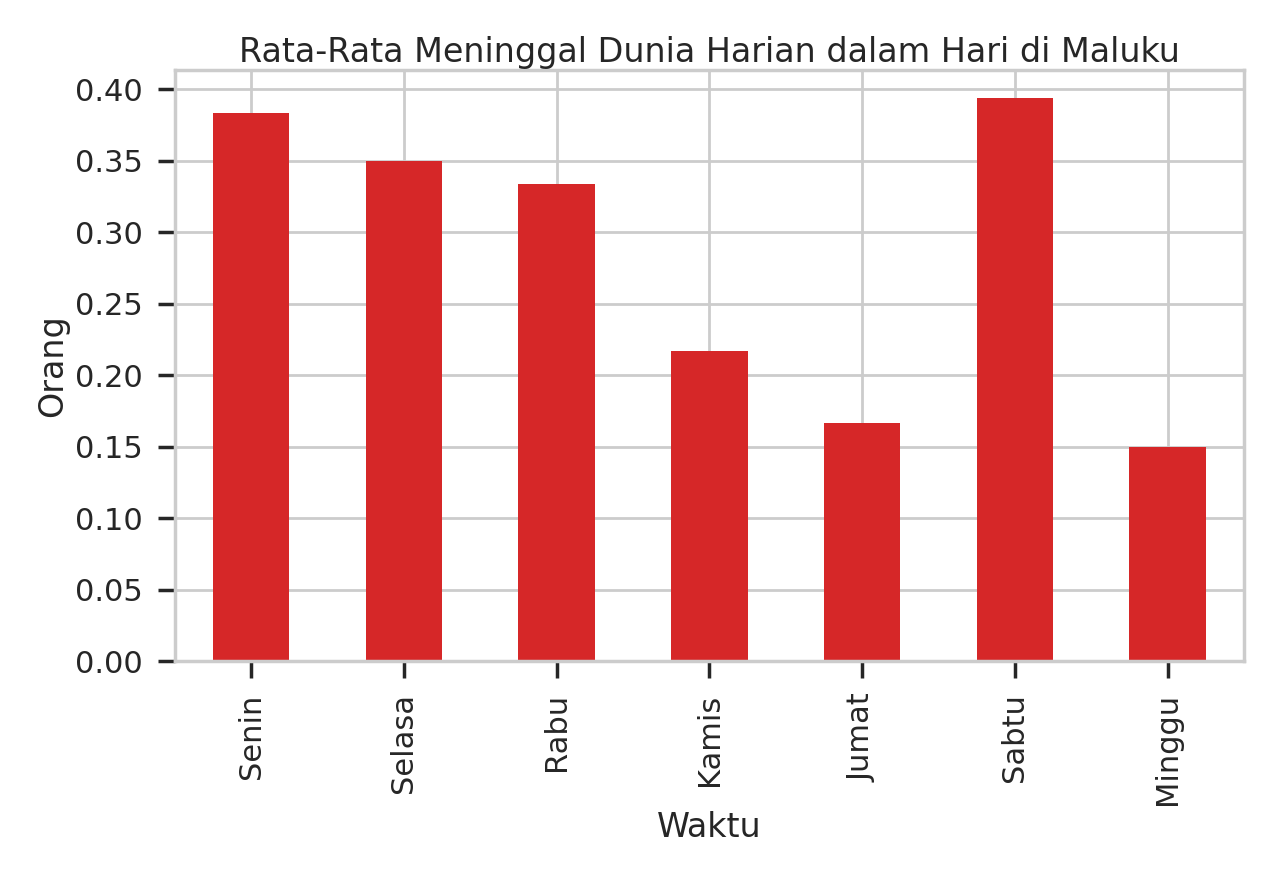 Rata-Rata Meninggal Dunia Harian dalam Hari di Maluku
0.40
0.35
0.30
0.25
0.20
0.15
0.10
0.05
0.00
Orang
Senin
Selasa
Rabu
Kamis
Jumat
Sabtu
Minggu
Waktu